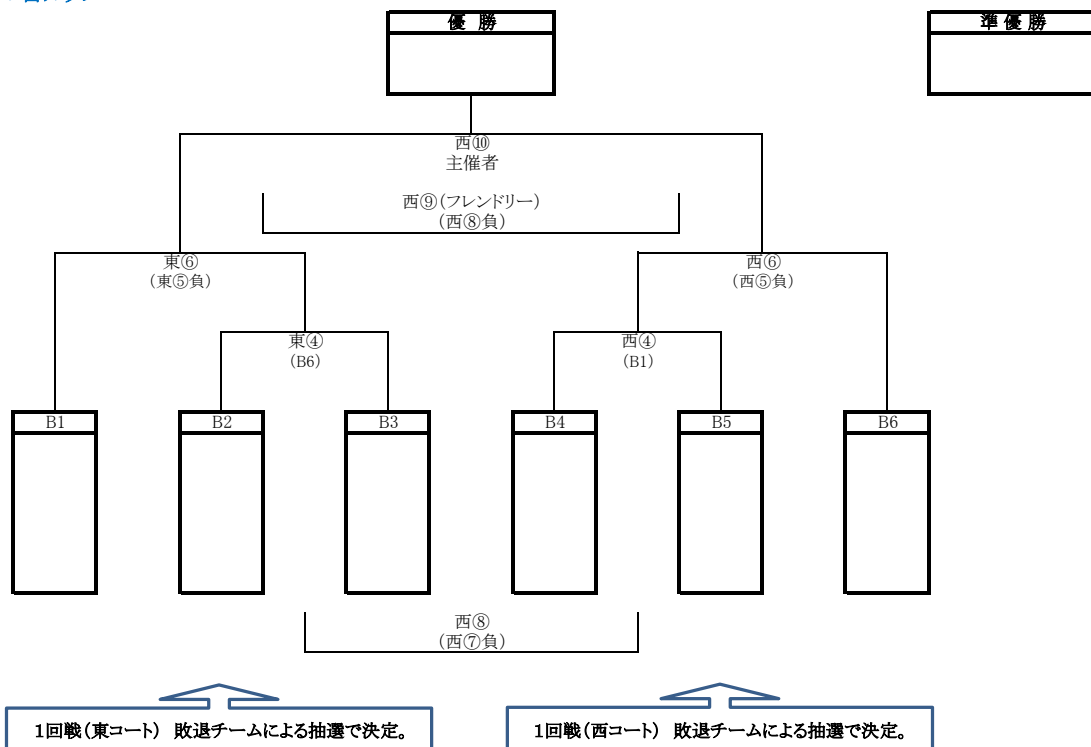 優 勝
準 優 勝
西⑩
主催者
西⑨(フレンドリー)
(西⑧負)
東⑥
(東⑤負)
西⑥
(西⑤負)
東④
(B6)
西④
(B1)
B1
B2
B3
B4
B5
B6
西⑧
(西⑦負)
1回戦(東コート) 敗退チームによる抽選で決定。
1回戦(西コート) 敗退チームによる抽選で決定。